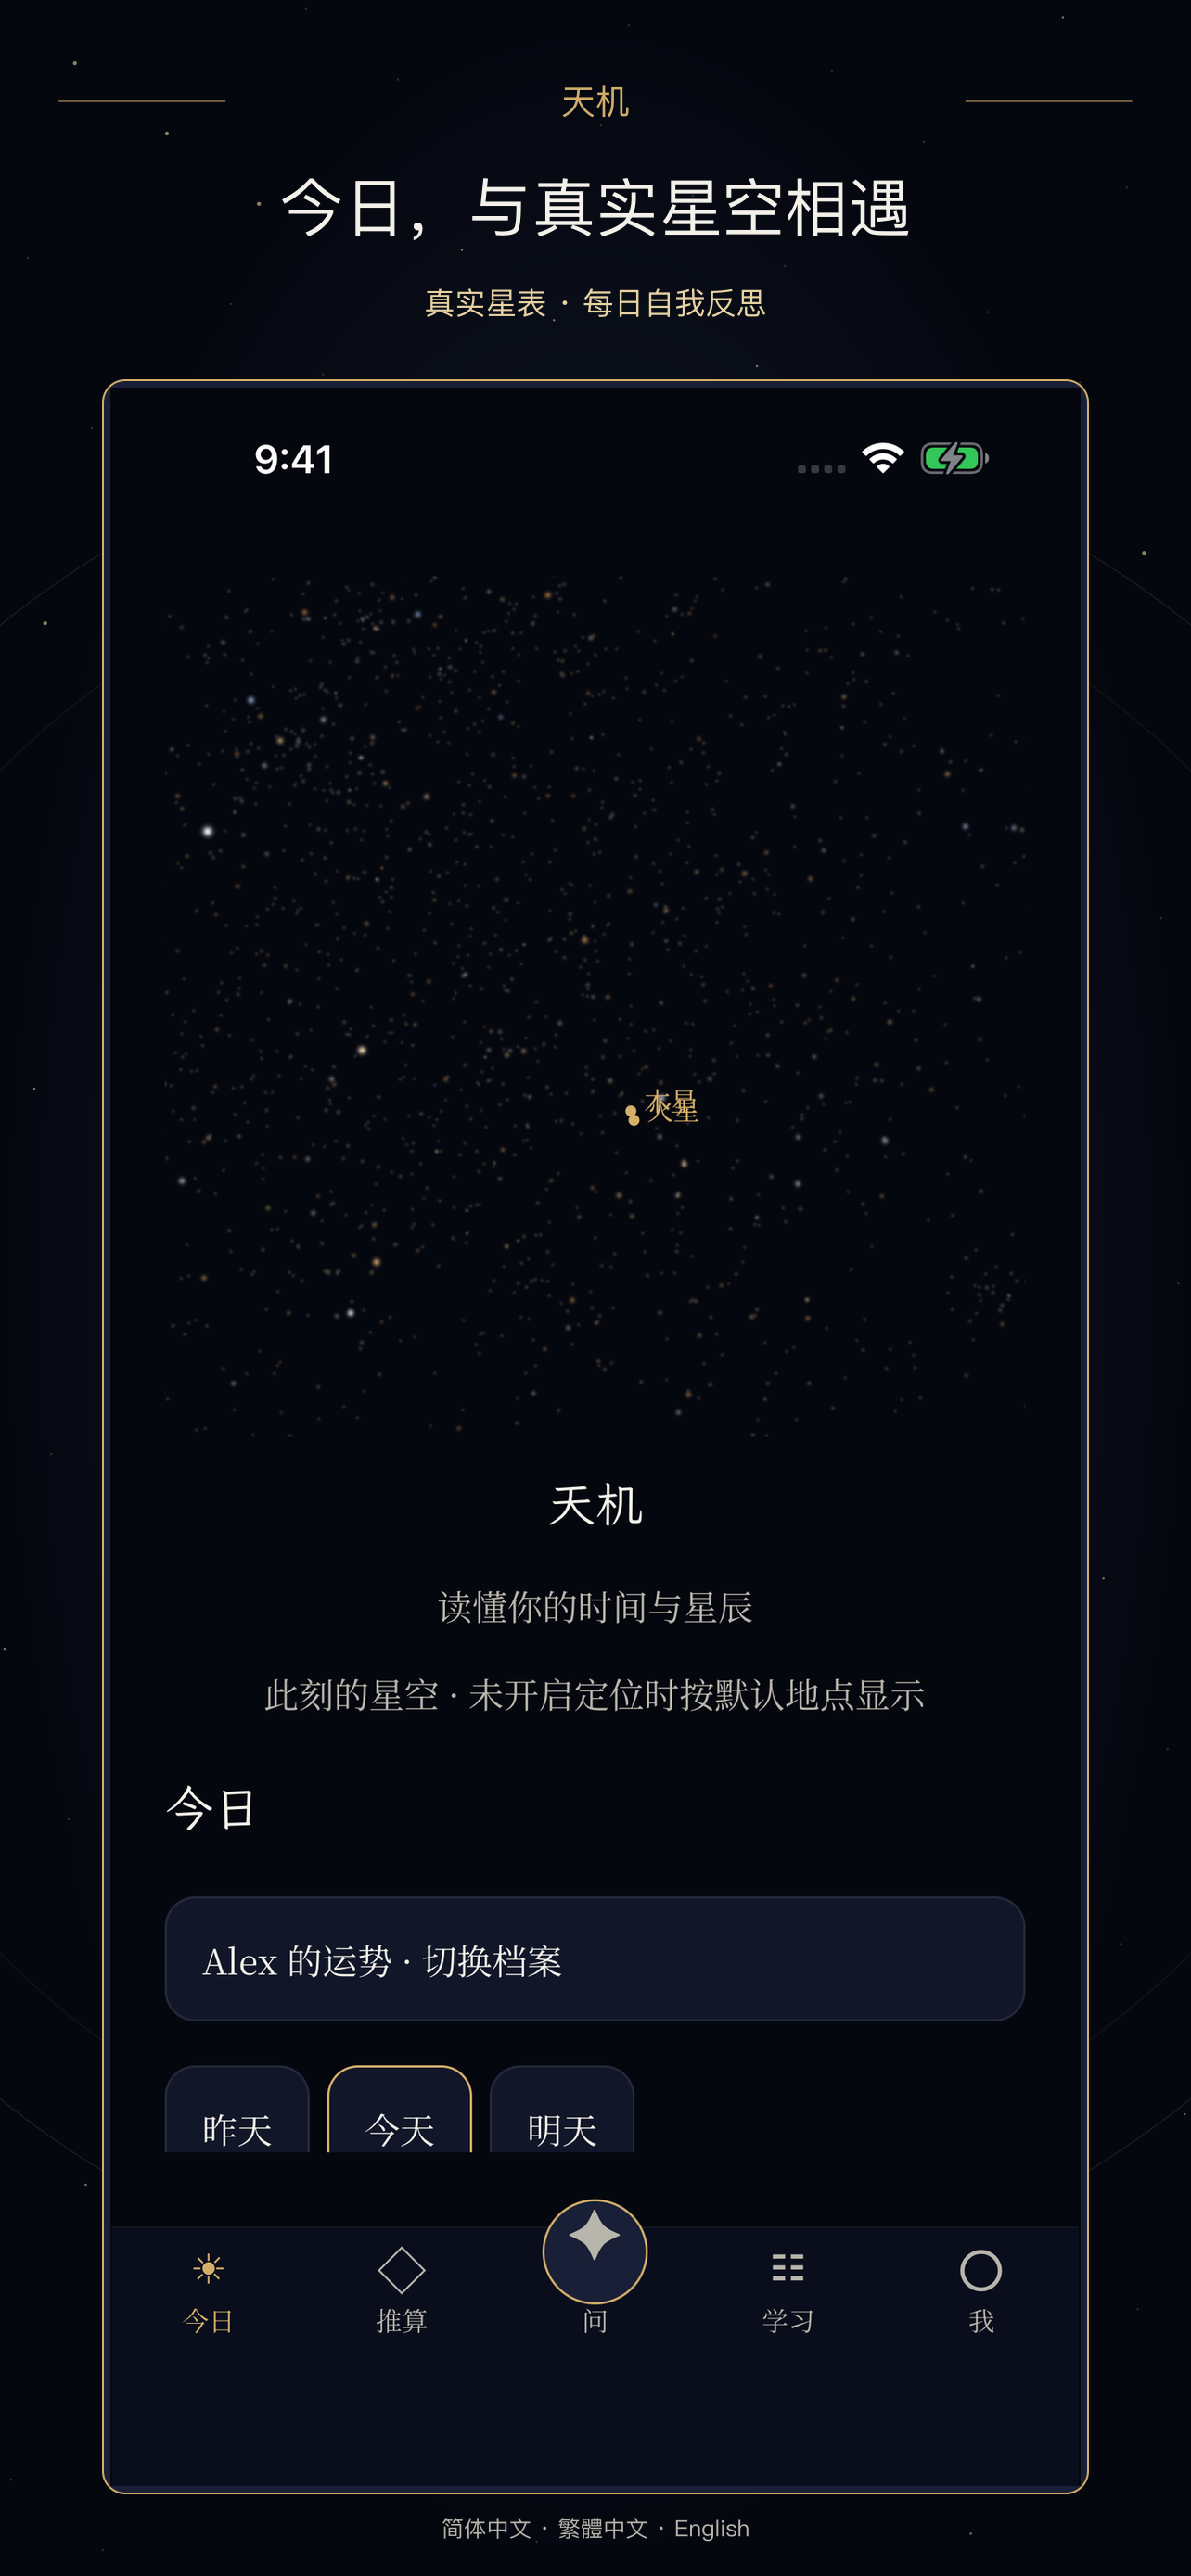 天机
今日，与真实星空相遇
真实星表 · 每日自我反思
9:41
火星
天机
读懂你的时间与星辰
此刻的星空 · 未开启定位时按默认地点显示
今日
Alex 的运势 · 切换档案
昨天 今天 明天
今日 推算 问 学习 我
简体中文 · 繁體中文 · English